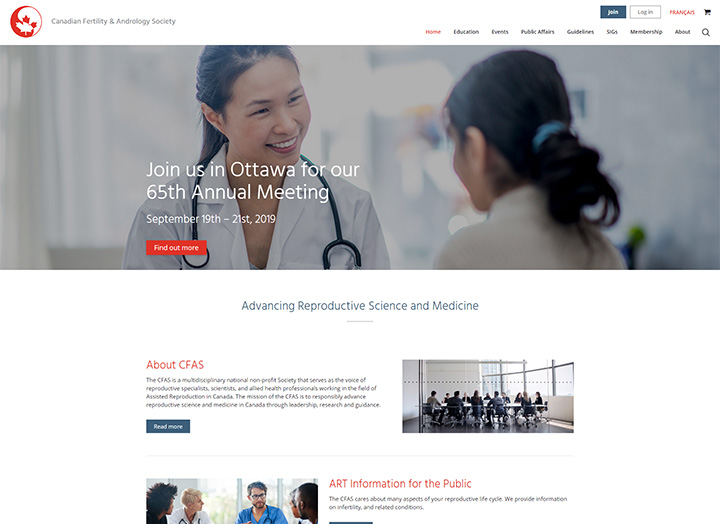 Canadian Fertility & Andrology Society
Join
Log in
FRANÇAIS
Home
Education
Events
Public Affairs
Guidelines
SIGs
Membership
About
Join us in Ottawa for our
65th Annual Meeting
September 19th – 21st, 2019
Find out more
Advancing Reproductive Science and Medicine
About CFAS
The CFAS is a multidisciplinary national non-profit Society that serves as the voice of
reproductive specialists, scientists, and allied health professionals working in the field of
Assisted Reproduction in Canada. The mission of the CFAS is to responsibly advance
reproductive science and medicine in Canada through leadership, research and guidance.
Read more
ART Information for the Public
The CFAS cares about many aspects of your reproductive life cycle. We provide information
on infertility, and related conditions.